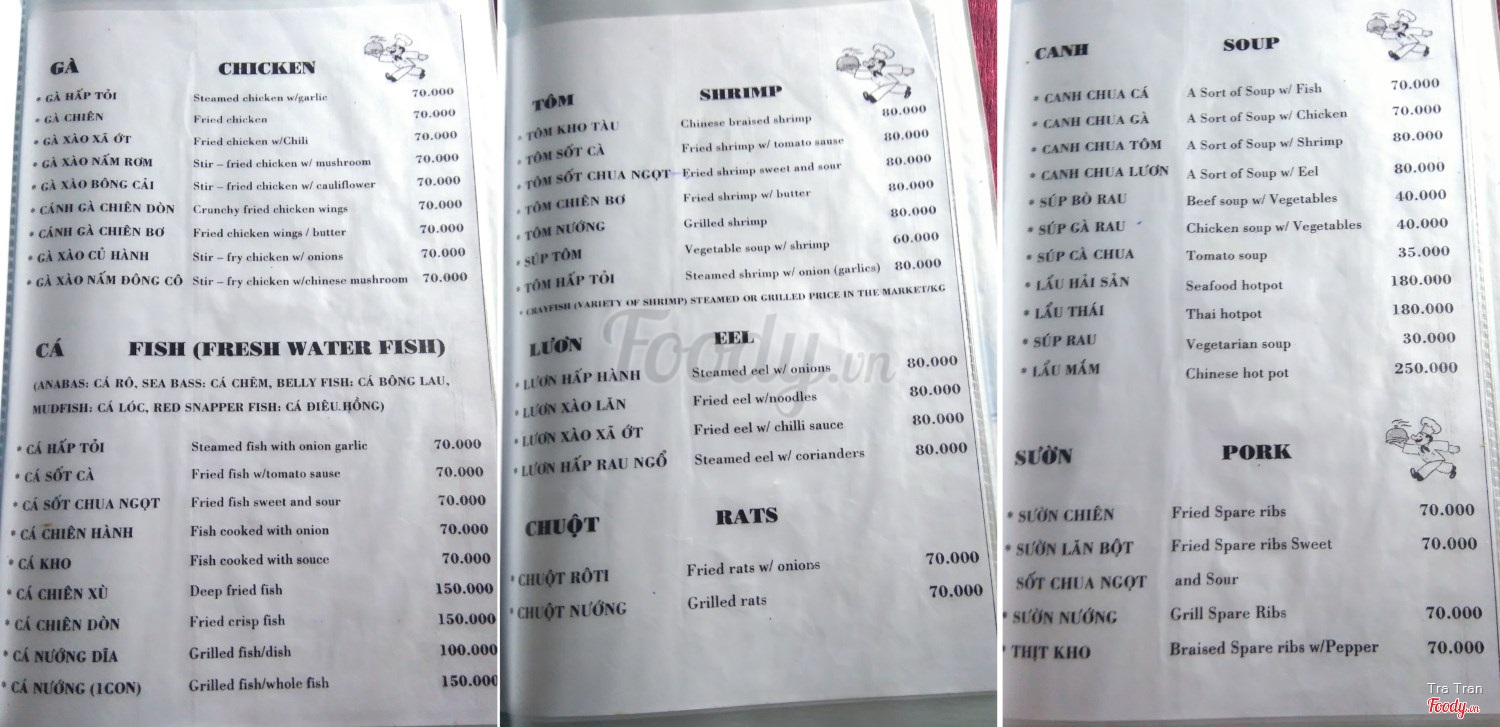 GÀ CHICKEN
* GÀ HẤP TỎI Steamed chicken w/garlic 70.000
* GÀ CHIÊN Fried chicken 70.000
* GÀ XÀO XÃ ỚT Fried chicken w/Chili 70.000
* GÀ XÀO NẤM RƠM Stir – fried chicken w/ mushroom 70.000
* GÀ XÀO BÔNG CẢI Stir – fried chicken w/ cauliflower 70.000
* CÁNH GÀ CHIÊN DÒN Crunchy fried chicken wings 70.000
* CÁNH GÀ CHIÊN BƠ Fried chicken wings / butter 70.000
* GÀ XÀO CỦ HÀNH Stir – fry chicken w/ onions 70.000
* GÀ XÀO NẤM ĐÔNG CÔ Stir – fry chicken w/chinese mushroom 70.000
CÁ FISH (FRESH WATER FISH)
(ANABAS: CÁ RÔ, SEA BASS: CÁ CHẼM, BELLY FISH: CÁ BÔNG LAU,
MUDFISH: CÁ LÓC, RED SNAPPER FISH: CÁ ĐIÊU.HỒNG)
* CÁ HẤP TỎI Steamed fish with onion garlic 70.000
* CÁ SỐT CÀ Fried fish w/tomato sause 70.000
* CÁ SỐT CHUA NGỌT Fried fish sweet and sour 70.000
* CÁ CHIÊN HÀNH Fish cooked with onion 70.000
* CÁ KHO Fish cooked with souce 70.000
* CÁ CHIÊN XÙ Deep fried fish 150.000
* CÁ CHIÊN DÒN Fried crisp fish 150.000
* CÁ NƯỚNG DĨA Grilled fish/dish 100.000
* CÁ NƯỚNG (1CON) Grilled fish/whole fish 150.000
TÔM SHRIMP
* TÔM KHO TÀU Chinese braised shrimp 80.000
* TÔM SỐT CÀ Fried shrimp w/ tomato sause 80.000
* TÔM SỐT CHUA NGỌT Fried shrimp sweet and sour 80.000
* TÔM CHIÊN BƠ Fried shrimp w/ butter 80.000
* TÔM NƯỚNG Grilled shrimp 80.000
* SÚP TÔM Vegetable soup w/ shrimp 60.000
* TÔM HẤP TỎI Steamed shrimp w/ onion (garlics) 80.000
* CRAYFISH (VARIETY OF SHRIMP) STEAMED OR GRILLED PRICE IN THE MARKET/KG
LƯƠN EEL
* LƯƠN HẤP HÀNH Steamed eel w/ onions 80.000
* LƯƠN XÀO LĂN Fried eel w/noodles 80.000
* LƯƠN XÀO XÃ ỚT Fried eel w/ chilli sauce 80.000
* LƯƠN HẤP RAU NGỔ Steamed eel w/ corianders 80.000
CHUỘT RATS
* CHUỘT RÔTI Fried rats w/ onions 70.000
* CHUỘT NƯỚNG Grilled rats 70.000
Foody.vn
CANH SOUP
* CANH CHUA CÁ A Sort of Soup w/ Fish 70.000
* CANH CHUA GÀ A Sort of Soup w/ Chicken 70.000
* CANH CHUA TÔM A Sort of Soup w/ Shrimp 80.000
* CANH CHUA LƯƠN A Sort of Soup w/ Eel 80.000
* SÚP BÒ RAU Beef soup w/ Vegetables 40.000
* SÚP GÀ RAU Chicken soup w/ Vegetables 40.000
* SÚP CÀ CHUA Tomato soup 35.000
* LẨU HẢI SẢN Seafood hotpot 180.000
* LẨU THÁI Thai hotpot 180.000
* SÚP RAU Vegetarian soup 30.000
* LẨU MẮM Chinese hot pot 250.000
SƯỜN PORK
* SƯỜN CHIÊN Fried Spare ribs 70.000
* SƯỜN LĂN BỘT Fried Spare ribs Sweet 70.000
SỐT CHUA NGỌT and Sour
* SƯỜN NƯỚNG Grill Spare Ribs 70.000
* THỊT KHO Braised Spare ribs w/Pepper 70.000
Tra Tran
Foody.vn